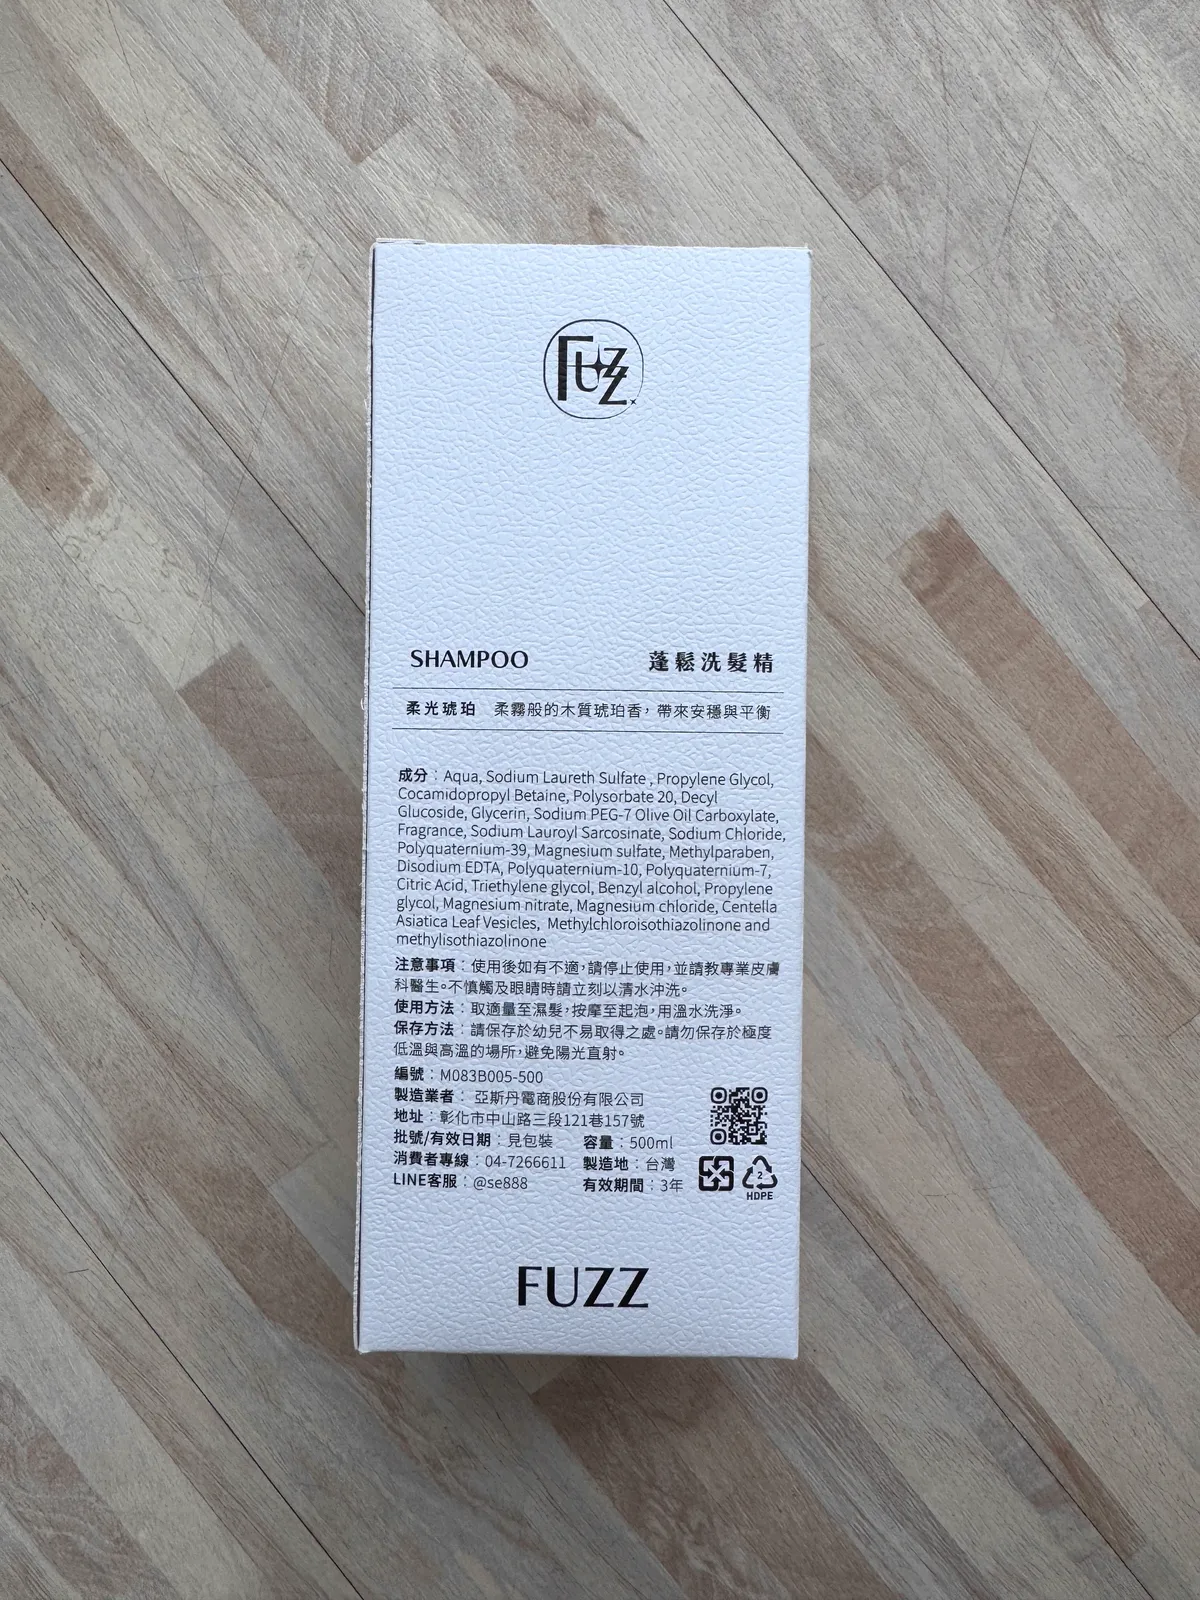 FUZZ
SHAMPOO 蓬鬆洗髮精
柔光琥珀 柔霧般的木質琥珀香，帶來安穩與平衡
成分：Aqua, Sodium Laureth Sulfate , Propylene Glycol,
Cocamidopropyl Betaine, Polysorbate 20, Decyl
Glucoside, Glycerin, Sodium PEG-7 Olive Oil Carboxylate,
Fragrance, Sodium Lauroyl Sarcosinate, Sodium Chloride,
Polyquaternium-39, Magnesium sulfate, Methylparaben,
Disodium EDTA, Polyquaternium-10, Polyquaternium-7,
Citric Acid, Triethylene glycol, Benzyl alcohol, Propylene
glycol, Magnesium nitrate, Magnesium chloride, Centella
Asiatica Leaf Vesicles, Methylchloroisothiazolinone and
methylisothiazolinone
注意事項：使用後如有不適，請停止使用，並請教專業皮膚
科醫生。不慎觸及眼睛時請立刻以清水沖洗。
使用方法：取適量至濕髮，按摩至起泡，用溫水洗淨。
保存方法：請保存於幼兒不易取得之處。請勿保存於極度
低溫與高溫的場所，避免陽光直射。
編號：M083B005-500
製造業者：亞斯丹電商股份有限公司
地址：彰化市中山路三段121巷157號
批號/有效日期：見包裝 容量：500ml
消費者專線：04-7266611 製造地：台灣
LINE客服：@se888 有效期間：3年
2
HDPE
FUZZ